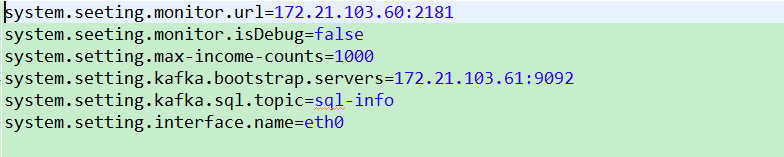 system.seeting.monitor.url=172.21.103.60:2181
system.seeting.monitor.isDebug=false
system.setting.max-income-counts=1000
system.setting.kafka.bootstrap.servers=172.21.103.61:9092
system.setting.kafka.sql.topic=sql-info
system.setting.interface.name=eth0